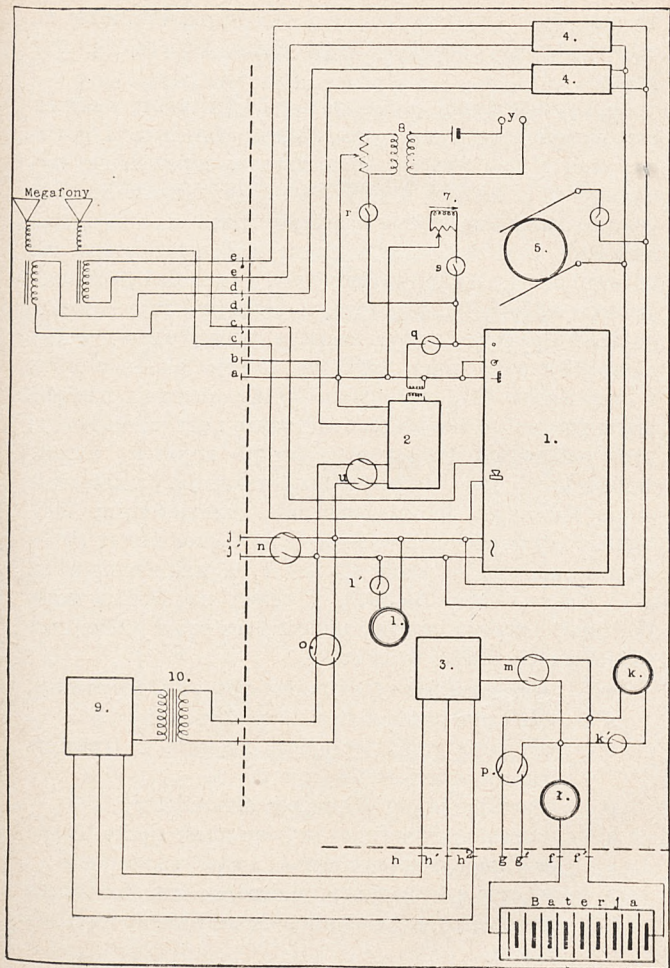 4.
4.
y
8
Megafony
7.
r
5.
s
e
e
d
d
c
c
b
a
q
2
1.
u
j
j'
n
l'
l.
o.
3.
m
k.
10.
9.
k'
p.
h h' h² g g' f f'
Baterja